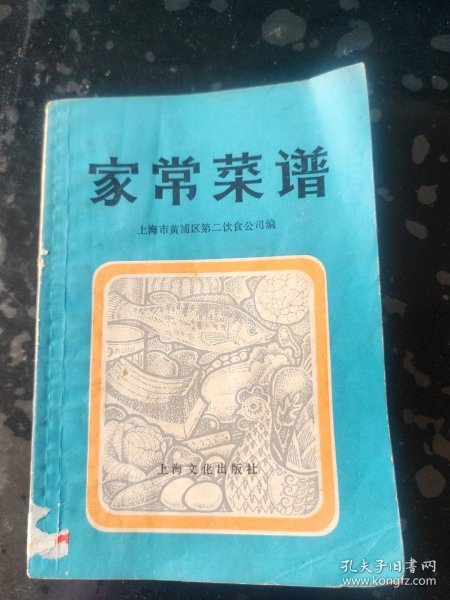 家常菜谱
上海市黄浦区第二饮食公司编
上海文化出版社
孔夫子旧书网
www.kongfz.com